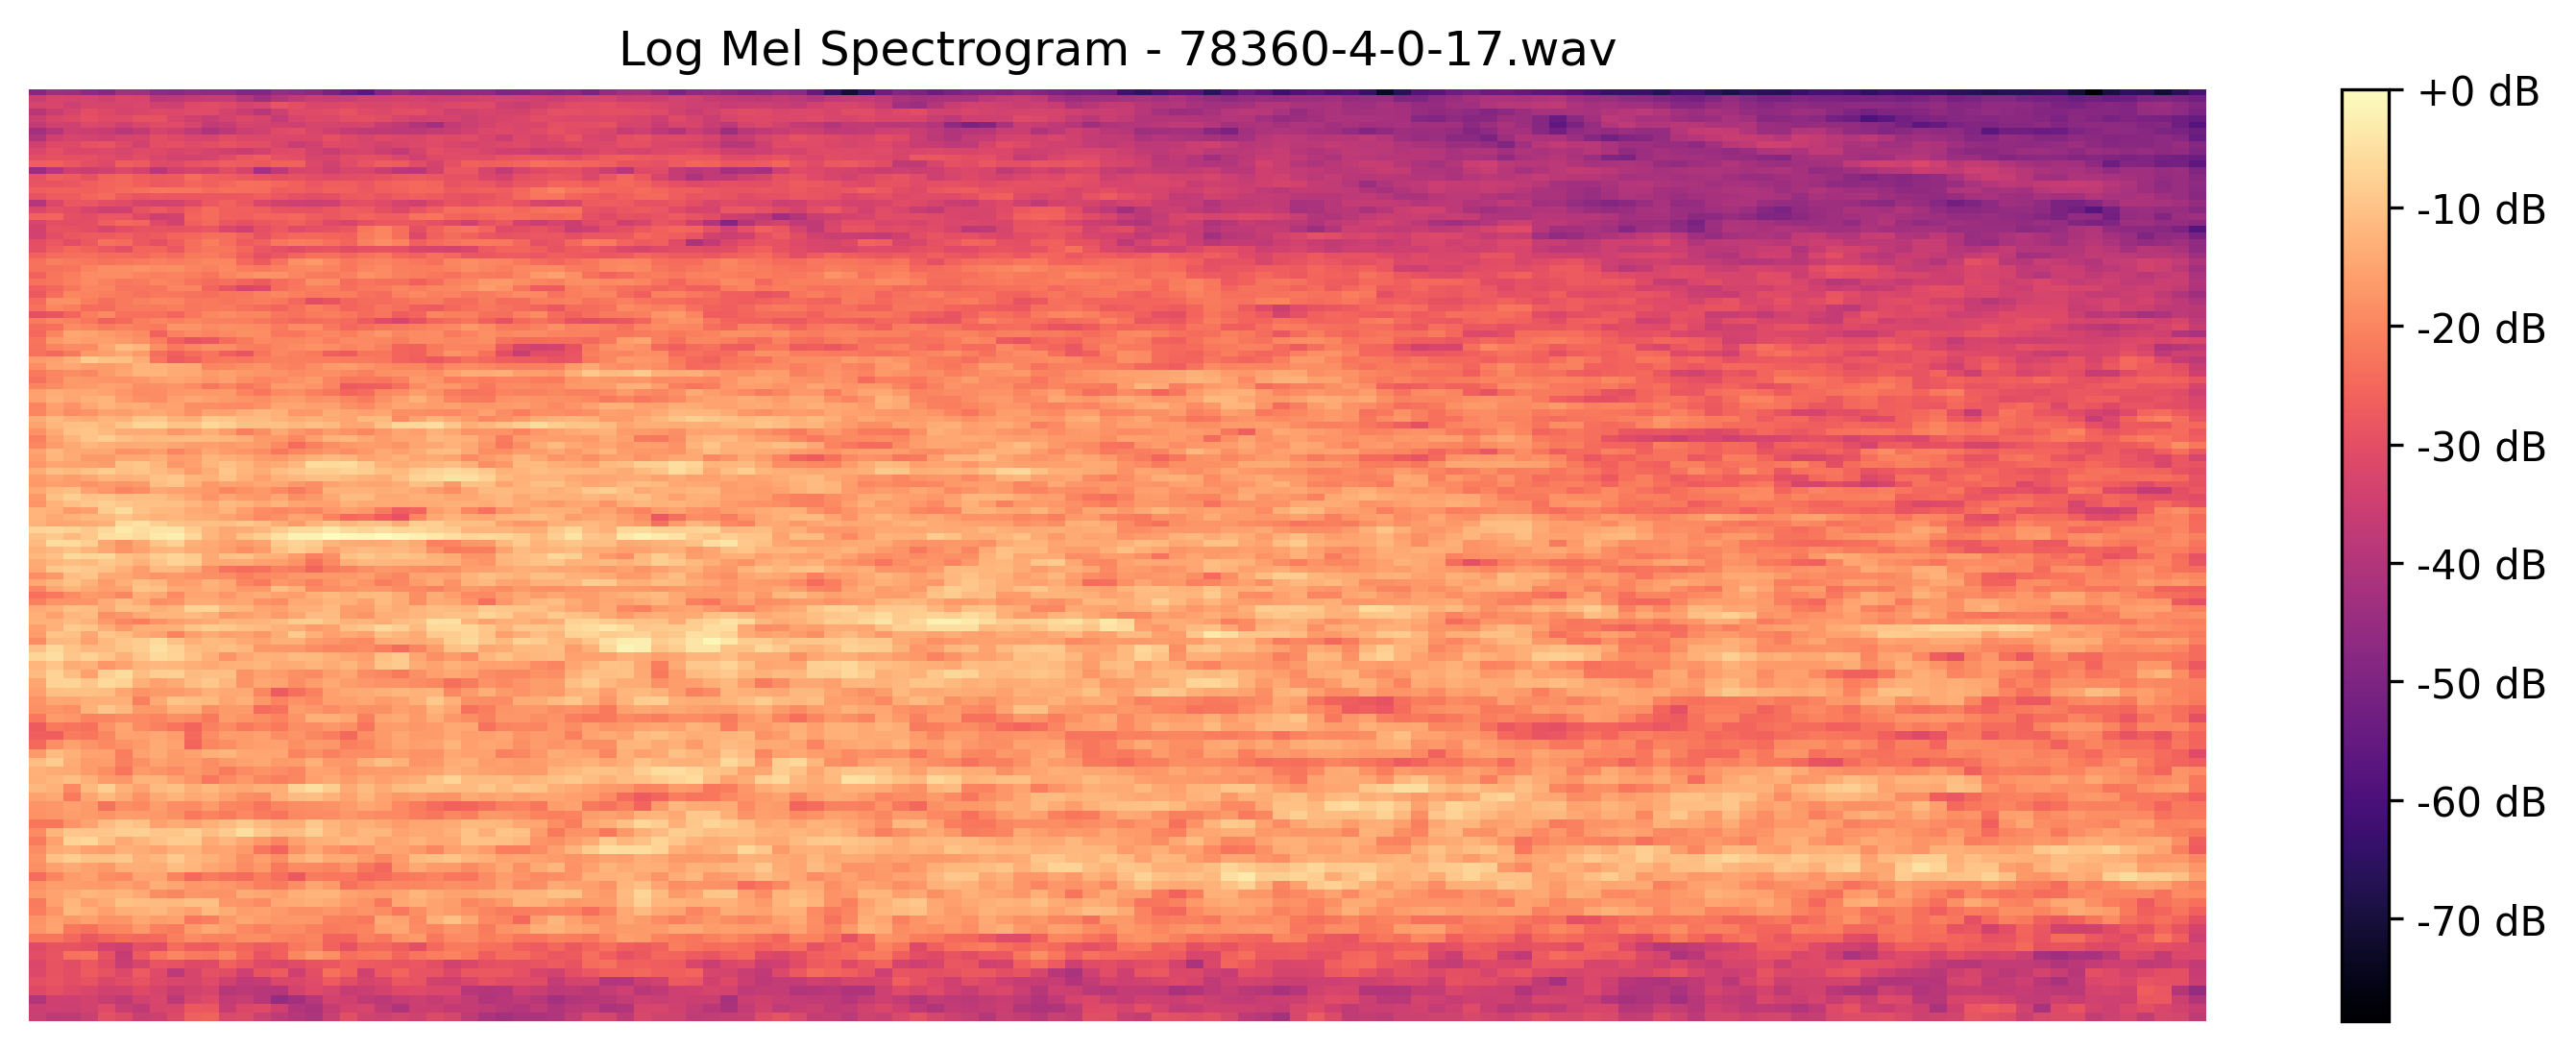 Log Mel Spectrogram - 78360-4-0-17.wav
+0 dB
-10 dB
-20 dB
-30 dB
-40 dB
-50 dB
-60 dB
-70 dB